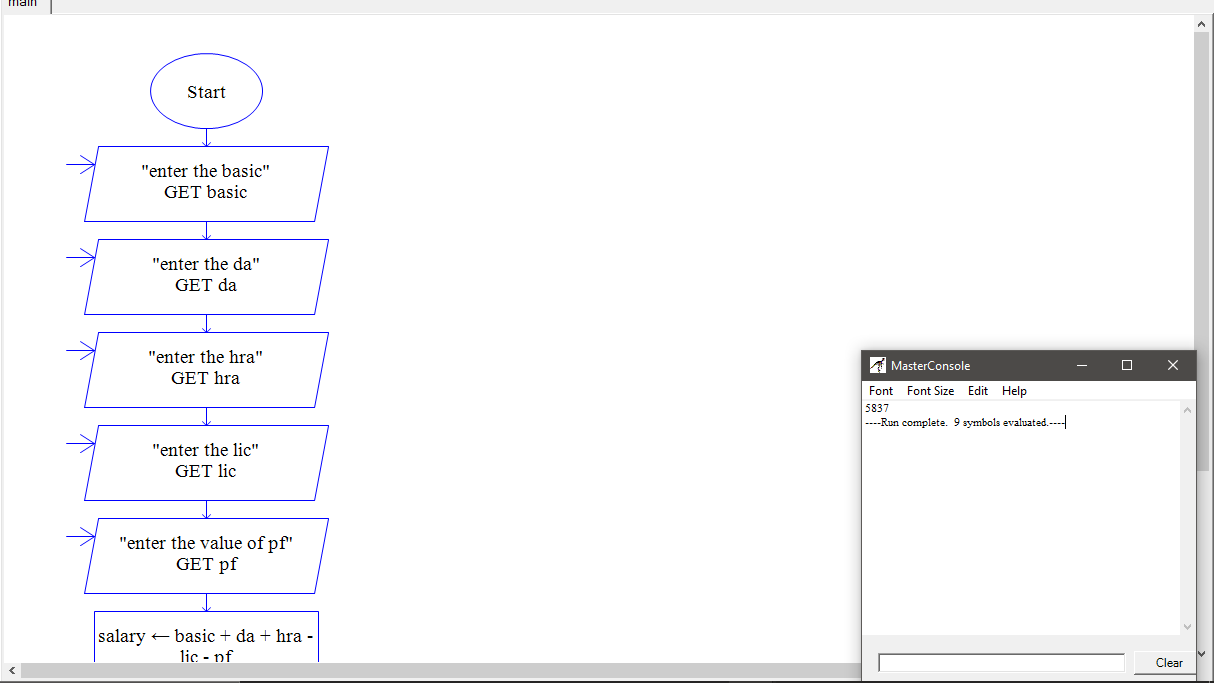 main
Start
"enter the basic"
GET basic
"enter the da"
GET da
"enter the hra"
GET hra
"enter the lic"
GET lic
"enter the value of pf"
GET pf
salary ← basic + da + hra -
lic - pf
MasterConsole
Font Font Size Edit Help
5837
----Run complete.  9 symbols evaluated.----
Clear